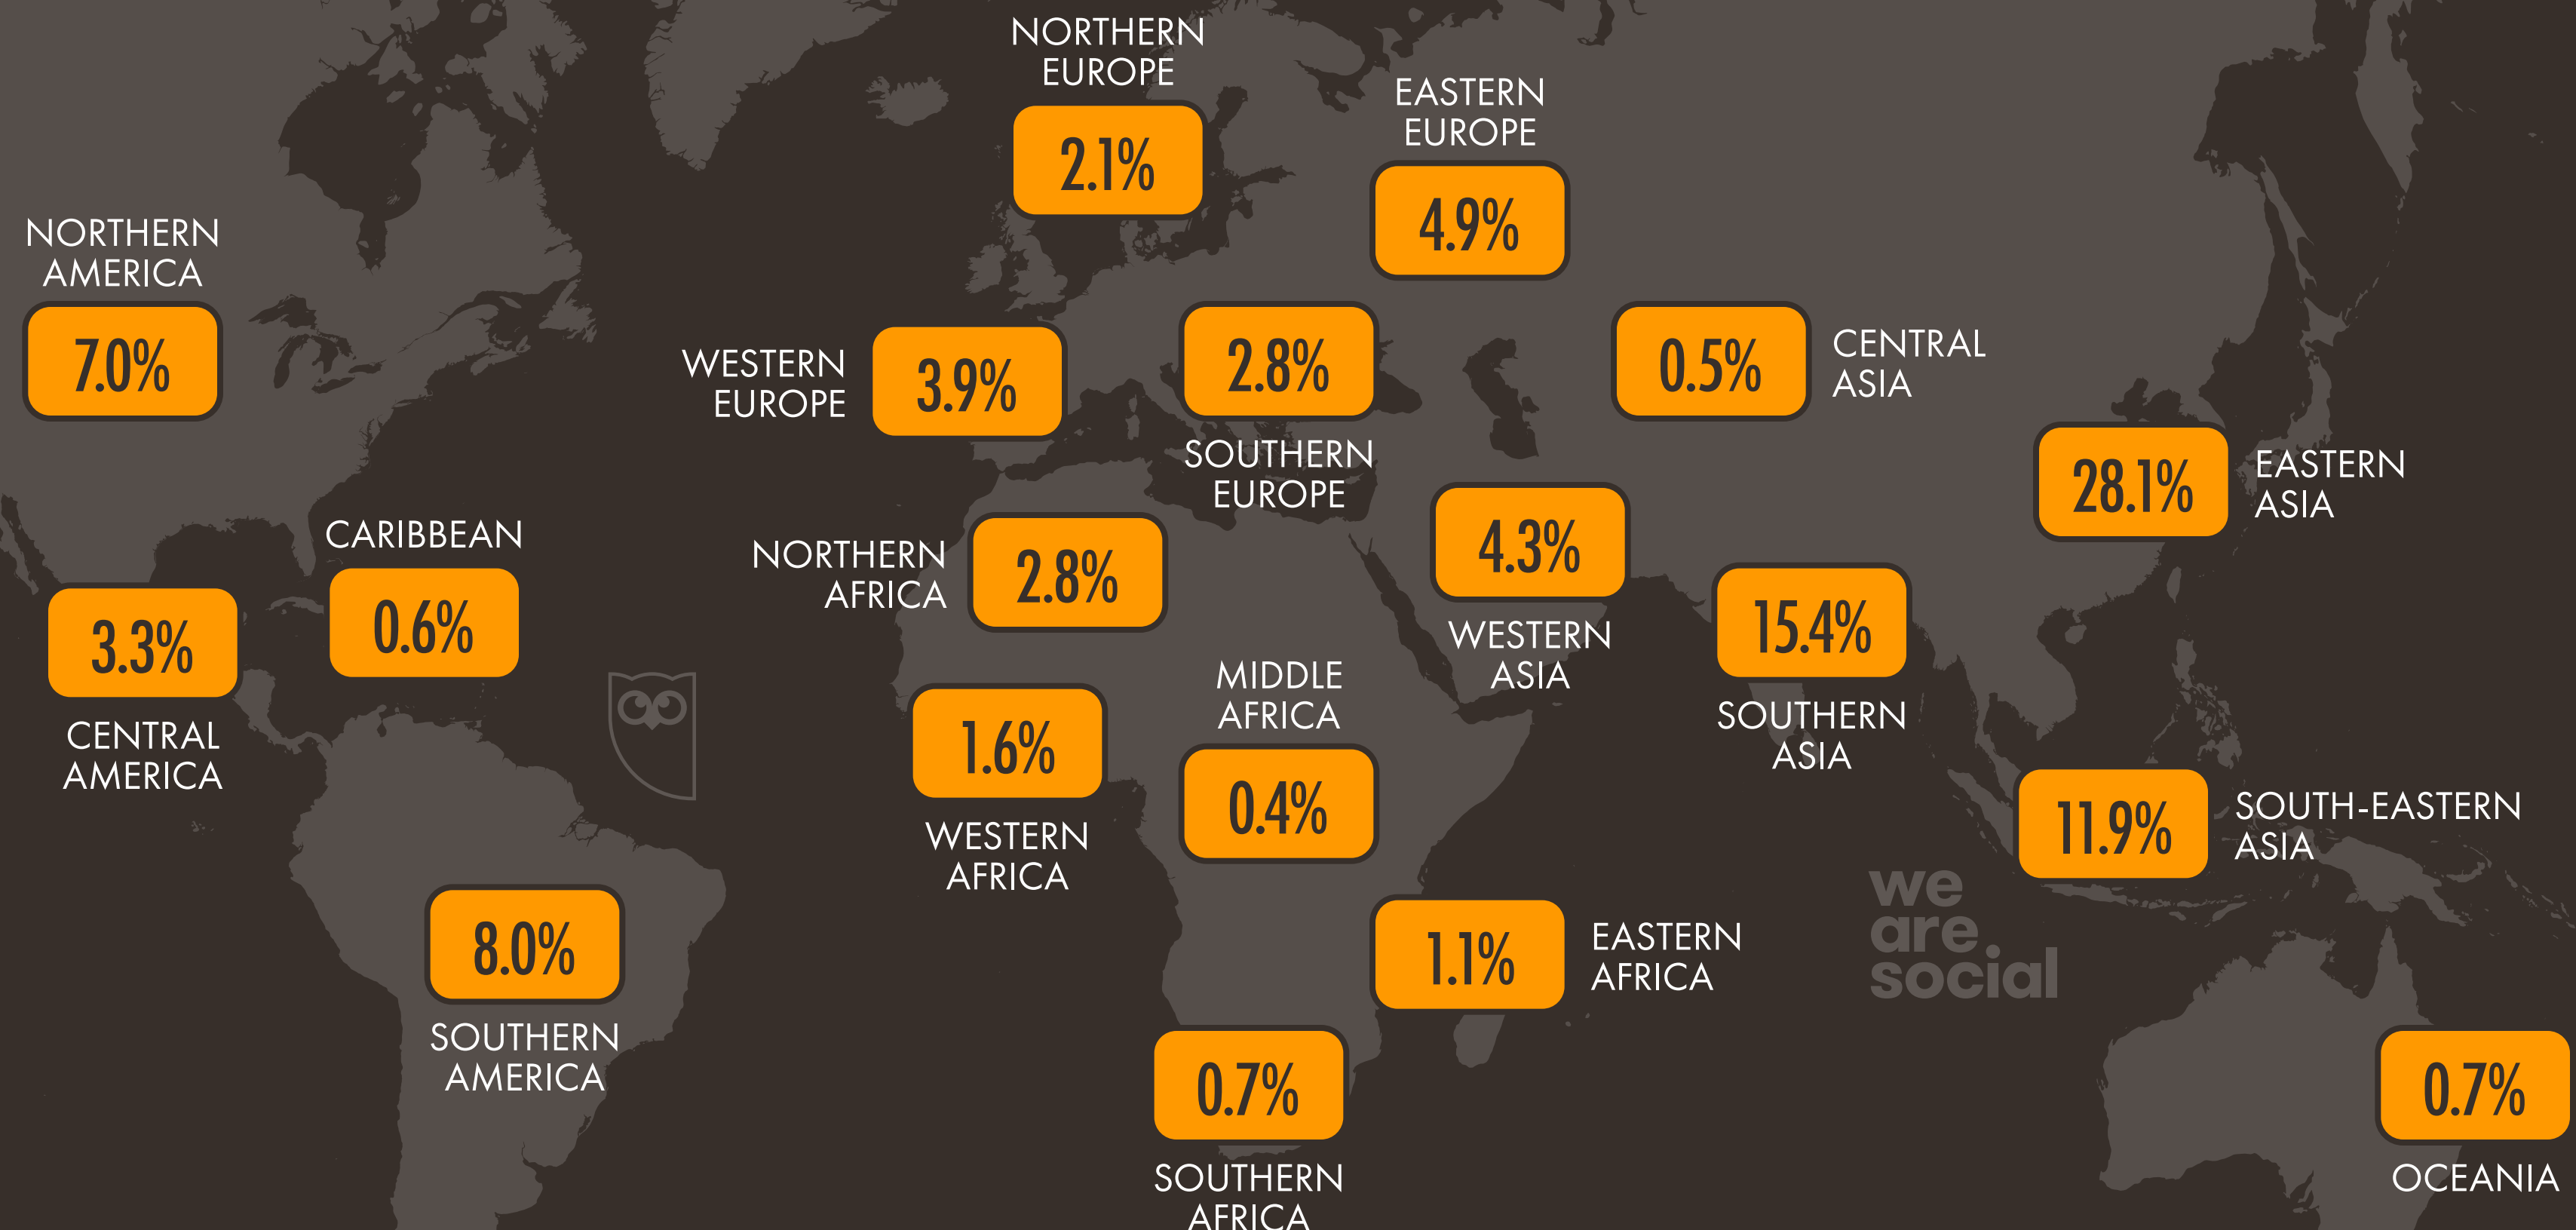 NORTHERN
EUROPE
2.1%
EASTERN
EUROPE
4.9%
NORTHERN
AMERICA
7.0%
WESTERN
EUROPE
3.9%
2.8%
SOUTHERN
EUROPE
0.5%
CENTRAL
ASIA
28.1%
EASTERN
ASIA
CARIBBEAN
0.6%
3.3%
CENTRAL
AMERICA
NORTHERN
AFRICA
2.8%
4.3%
WESTERN
ASIA
15.4%
SOUTHERN
ASIA
1.6%
WESTERN
AFRICA
MIDDLE
AFRICA
0.4%
11.9%
SOUTH-EASTERN
ASIA
8.0%
SOUTHERN
AMERICA
1.1%
EASTERN
AFRICA
we
are
social
0.7%
SOUTHERN
AFRICA
0.7%
OCEANIA